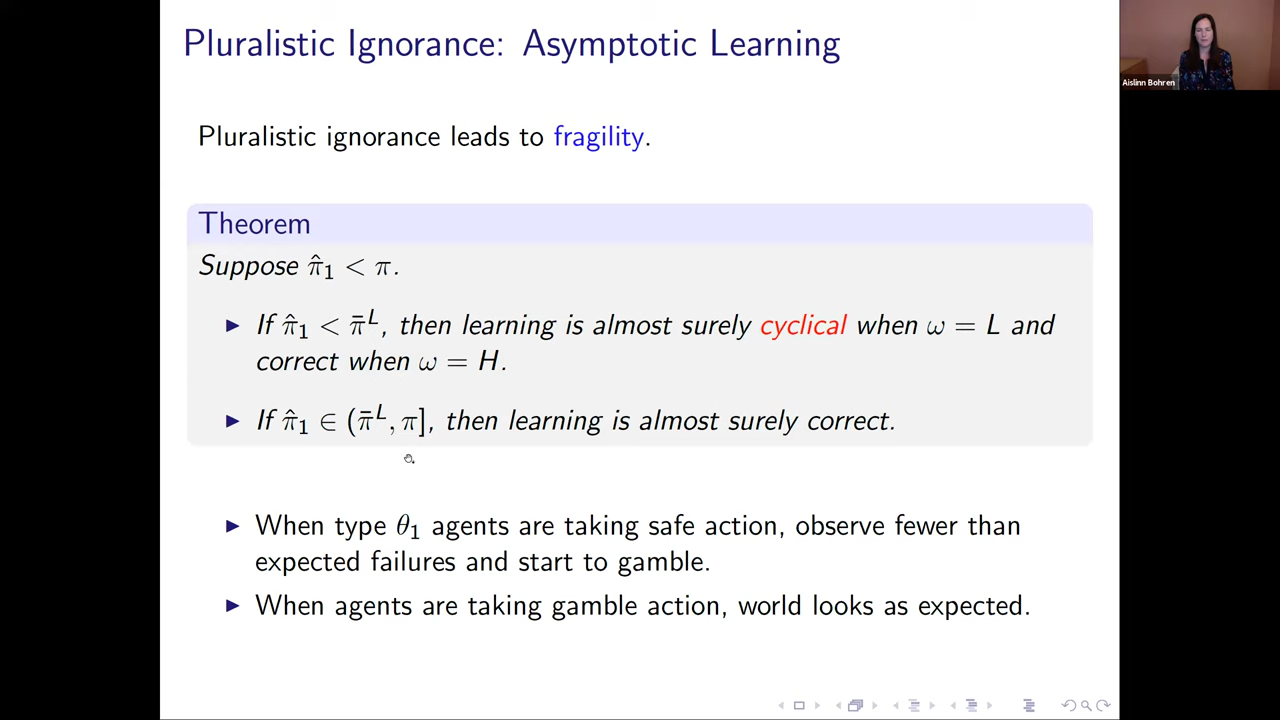 Pluralistic Ignorance: Asymptotic Learning
Aislinn Bohren
Pluralistic ignorance leads to fragility.
Theorem
Suppose π̂₁ < π.
▶ If π̂₁ < π̄ᴸ, then learning is almost surely cyclical when ω = L and
correct when ω = H.
▶ If π̂₁ ∈ (π̄ᴸ, π], then learning is almost surely correct.
▶ When type θ₁ agents are taking safe action, observe fewer than
expected failures and start to gamble.
▶ When agents are taking gamble action, world looks as expected.